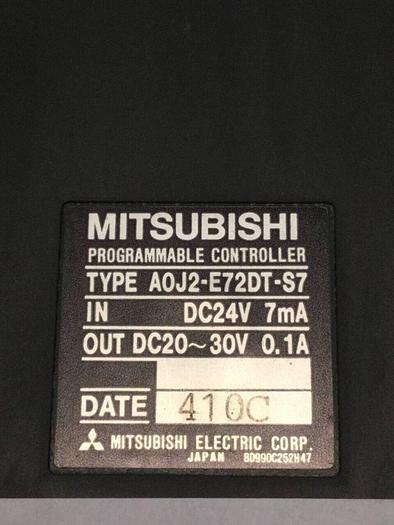 MITSUBISHI
PROGRAMMABLE CONTROLLER
TYPE AOJ2-E72DT-S7
IN DC24V 7mA
OUT DC20~30V 0.1A
DATE 410C
MITSUBISHI ELECTRIC CORP.
JAPAN BD990C252H47